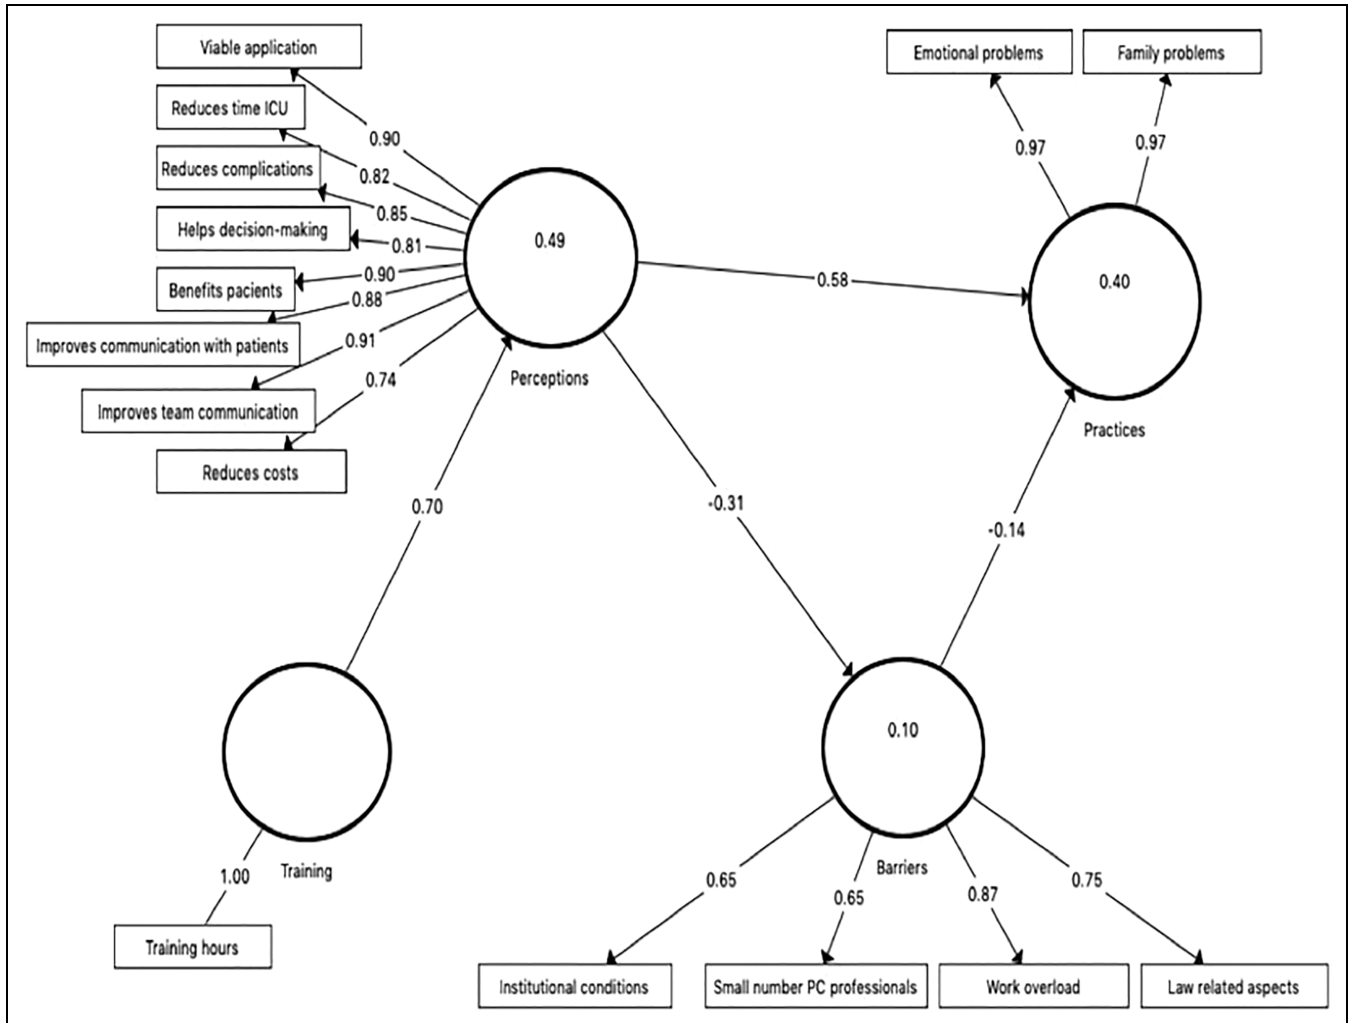 Viable application
Emotional problems
Family problems
Reduces time ICU
0.90
0.97
0.97
Reduces complications
0.82
0.85
Helps decision-making
0.81
0.49
0.90
Benefits pacients
0.88
0.58
0.40
Improves communication with patients
0.91
0.74
Perceptions
Improves team communication
Practices
Reduces costs
0.70
-0.31
-0.14
0.10
Training
Barriers
1.00
0.65
0.65
0.87
0.75
Training hours
Institutional conditions
Small number PC professionals
Work overload
Law related aspects